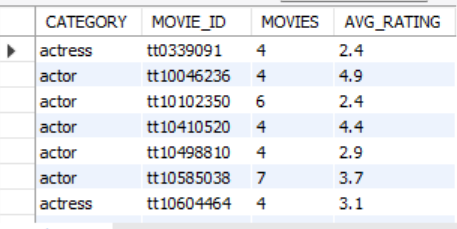 CATEGORY MOVIE_ID MOVIES AVG_RATING
actress tt0339091 4 2.4
actor tt10046236 4 4.9
actor tt10102350 6 2.4
actor tt10410520 4 4.4
actor tt10498810 4 2.9
actor tt10585038 7 3.7
actress tt10604464 4 3.1